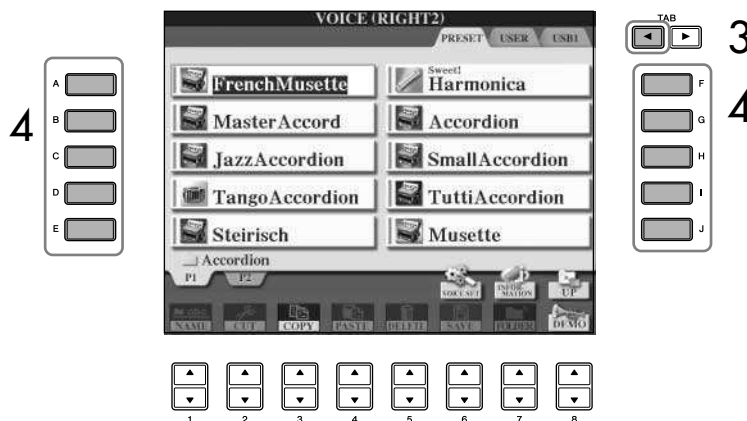 VOICE (RIGHT2)
PRESET USER USB1
TAB
3
4
A
B
C
D
E
FrenchMusette
Sweet!
Harmonica
MasterAccord
Accordion
JazzAccordion
SmallAccordion
TangoAccordion
TuttiAccordion
Steirisch
Musette
F
G
H
I
J
4
Accordion
P1 P2
VOICE SET
INFOR-
MATION
UP
NAME CUT COPY PASTE DELETE SAVE FOLDER DEMO
1 2 3 4 5 6 7 8